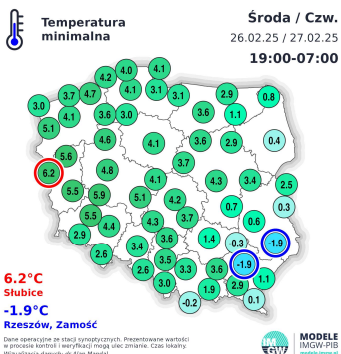 Temperatura
minimalna
Środa / Czw.
26.02.25 / 27.02.25
19:00-07:00
4.2 4.0 4.1
3.0 3.7 4.7 4.1 3.1 3.1 2.9 0.8
5.1 4.1 3.6 3.0 3.6 1.1
4.6 4.1 2.9 0.4
5.6 3.7
6.2 4.8 4.1 4.3 3.4 2.5
5.5 5.9 5.1 4.2 0.7 0.3
5.5 4.4 4.3 3.7 0.6
2.9 3.4 3.6 1.4 0.3 -1.9
2.6 2.6 3.5 3.3 3.6 -1.9
3.0 1.9 2.9 1.1
-0.2 0.1
6.2°C
Słubice
-1.9°C
Rzeszów, Zamość
Dane operacyjne ze stacji synoptycznych. Prezentowane wartości
w procesie kontroli i weryfikacji mogą ulec zmianie. Czas lokalny.
IM
GW
MODELE
IMGW-PIB